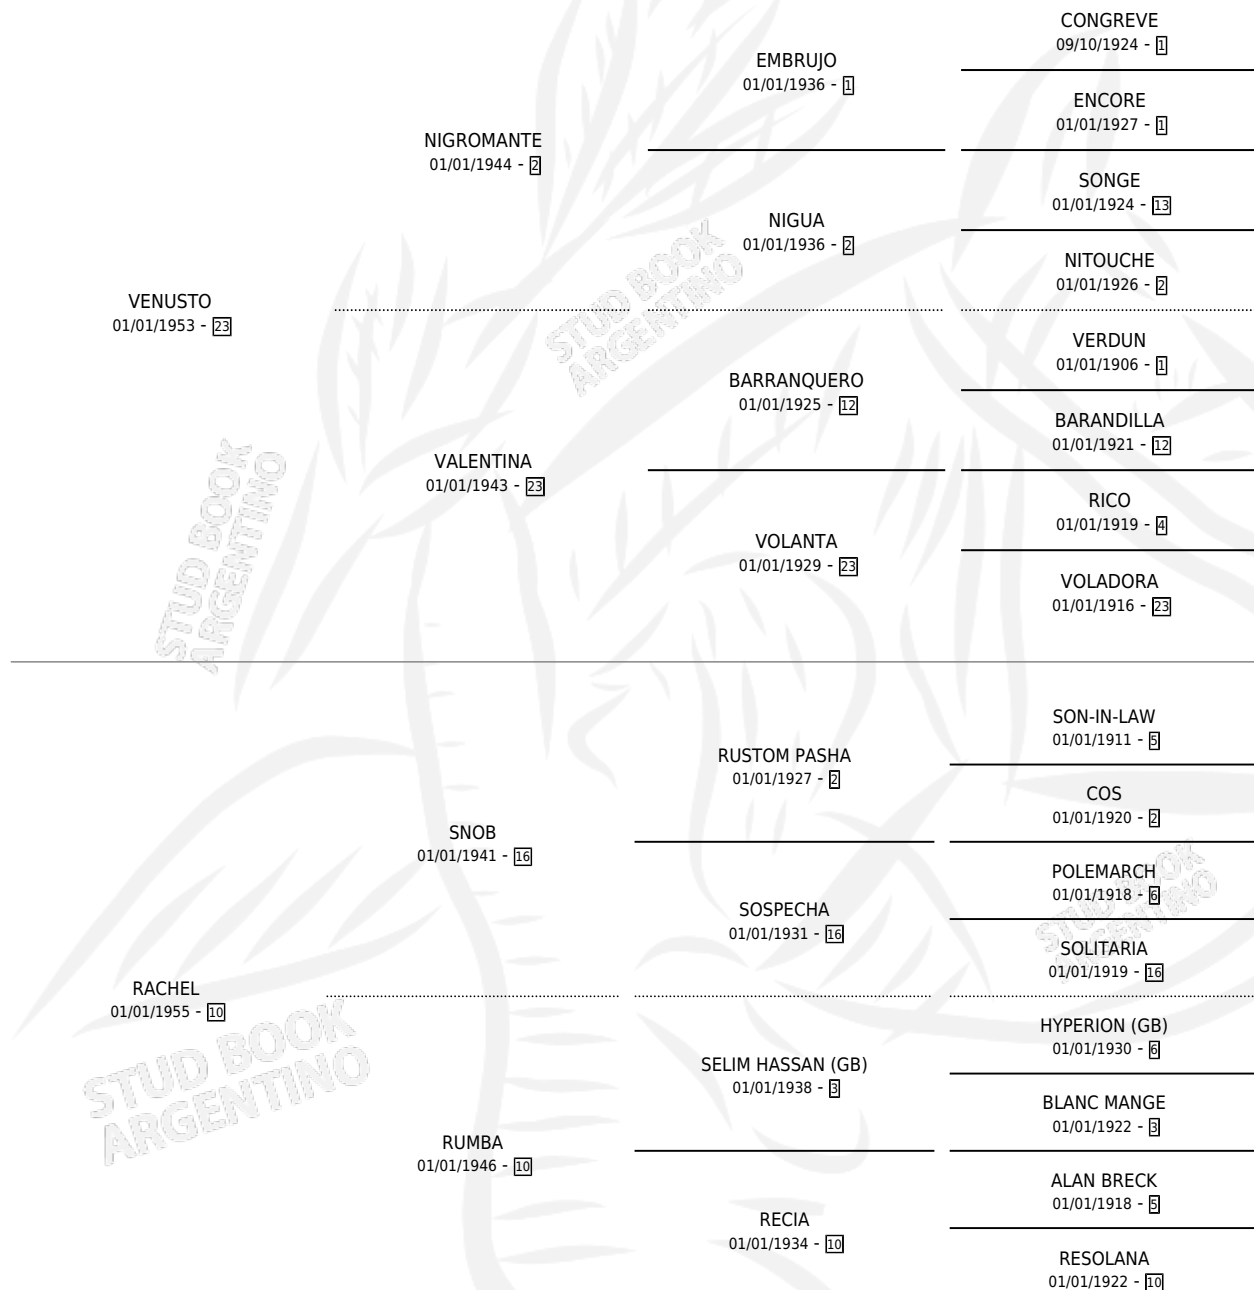 CONGREVE
09/10/1924 - 1
EMBRUJO
01/01/1936 - 1
ENCORE
01/01/1927 - 1
NIGROMANTE
01/01/1944 - 2
SONGE
01/01/1924 - 13
NIGUA
01/01/1936 - 2
NITOUCHE
01/01/1926 - 2
VENUSTO
01/01/1953 - 23
STUD BOOK
ARGENTINO
VERDUN
01/01/1906 - 1
BARRANQUERO
01/01/1925 - 12
BARANDILLA
01/01/1921 - 12
VALENTINA
01/01/1943 - 23
RICO
01/01/1919 - 4
VOLANTA
01/01/1929 - 23
VOLADORA
01/01/1916 - 23
STUD BOOK
ARGENTINO
SON-IN-LAW
01/01/1911 - 5
RUSTOM PASHA
01/01/1927 - 2
COS
01/01/1920 - 2
SNOB
01/01/1941 - 16
POLEMARCH
01/01/1918 - 6
SOSPECHA
01/01/1931 - 16
SOLITARIA
01/01/1919 - 16
STUD BOOK
ARGENTINO
RACHEL
01/01/1955 - 10
HYPERION (GB)
01/01/1930 - 6
SELIM HASSAN (GB)
01/01/1938 - 3
BLANC MANGE
01/01/1922 - 3
STUD BOOK
ARGENTINO
RUMBA
01/01/1946 - 10
ALAN BRECK
01/01/1918 - 5
RECIA
01/01/1934 - 10
RESOLANA
01/01/1922 - 10